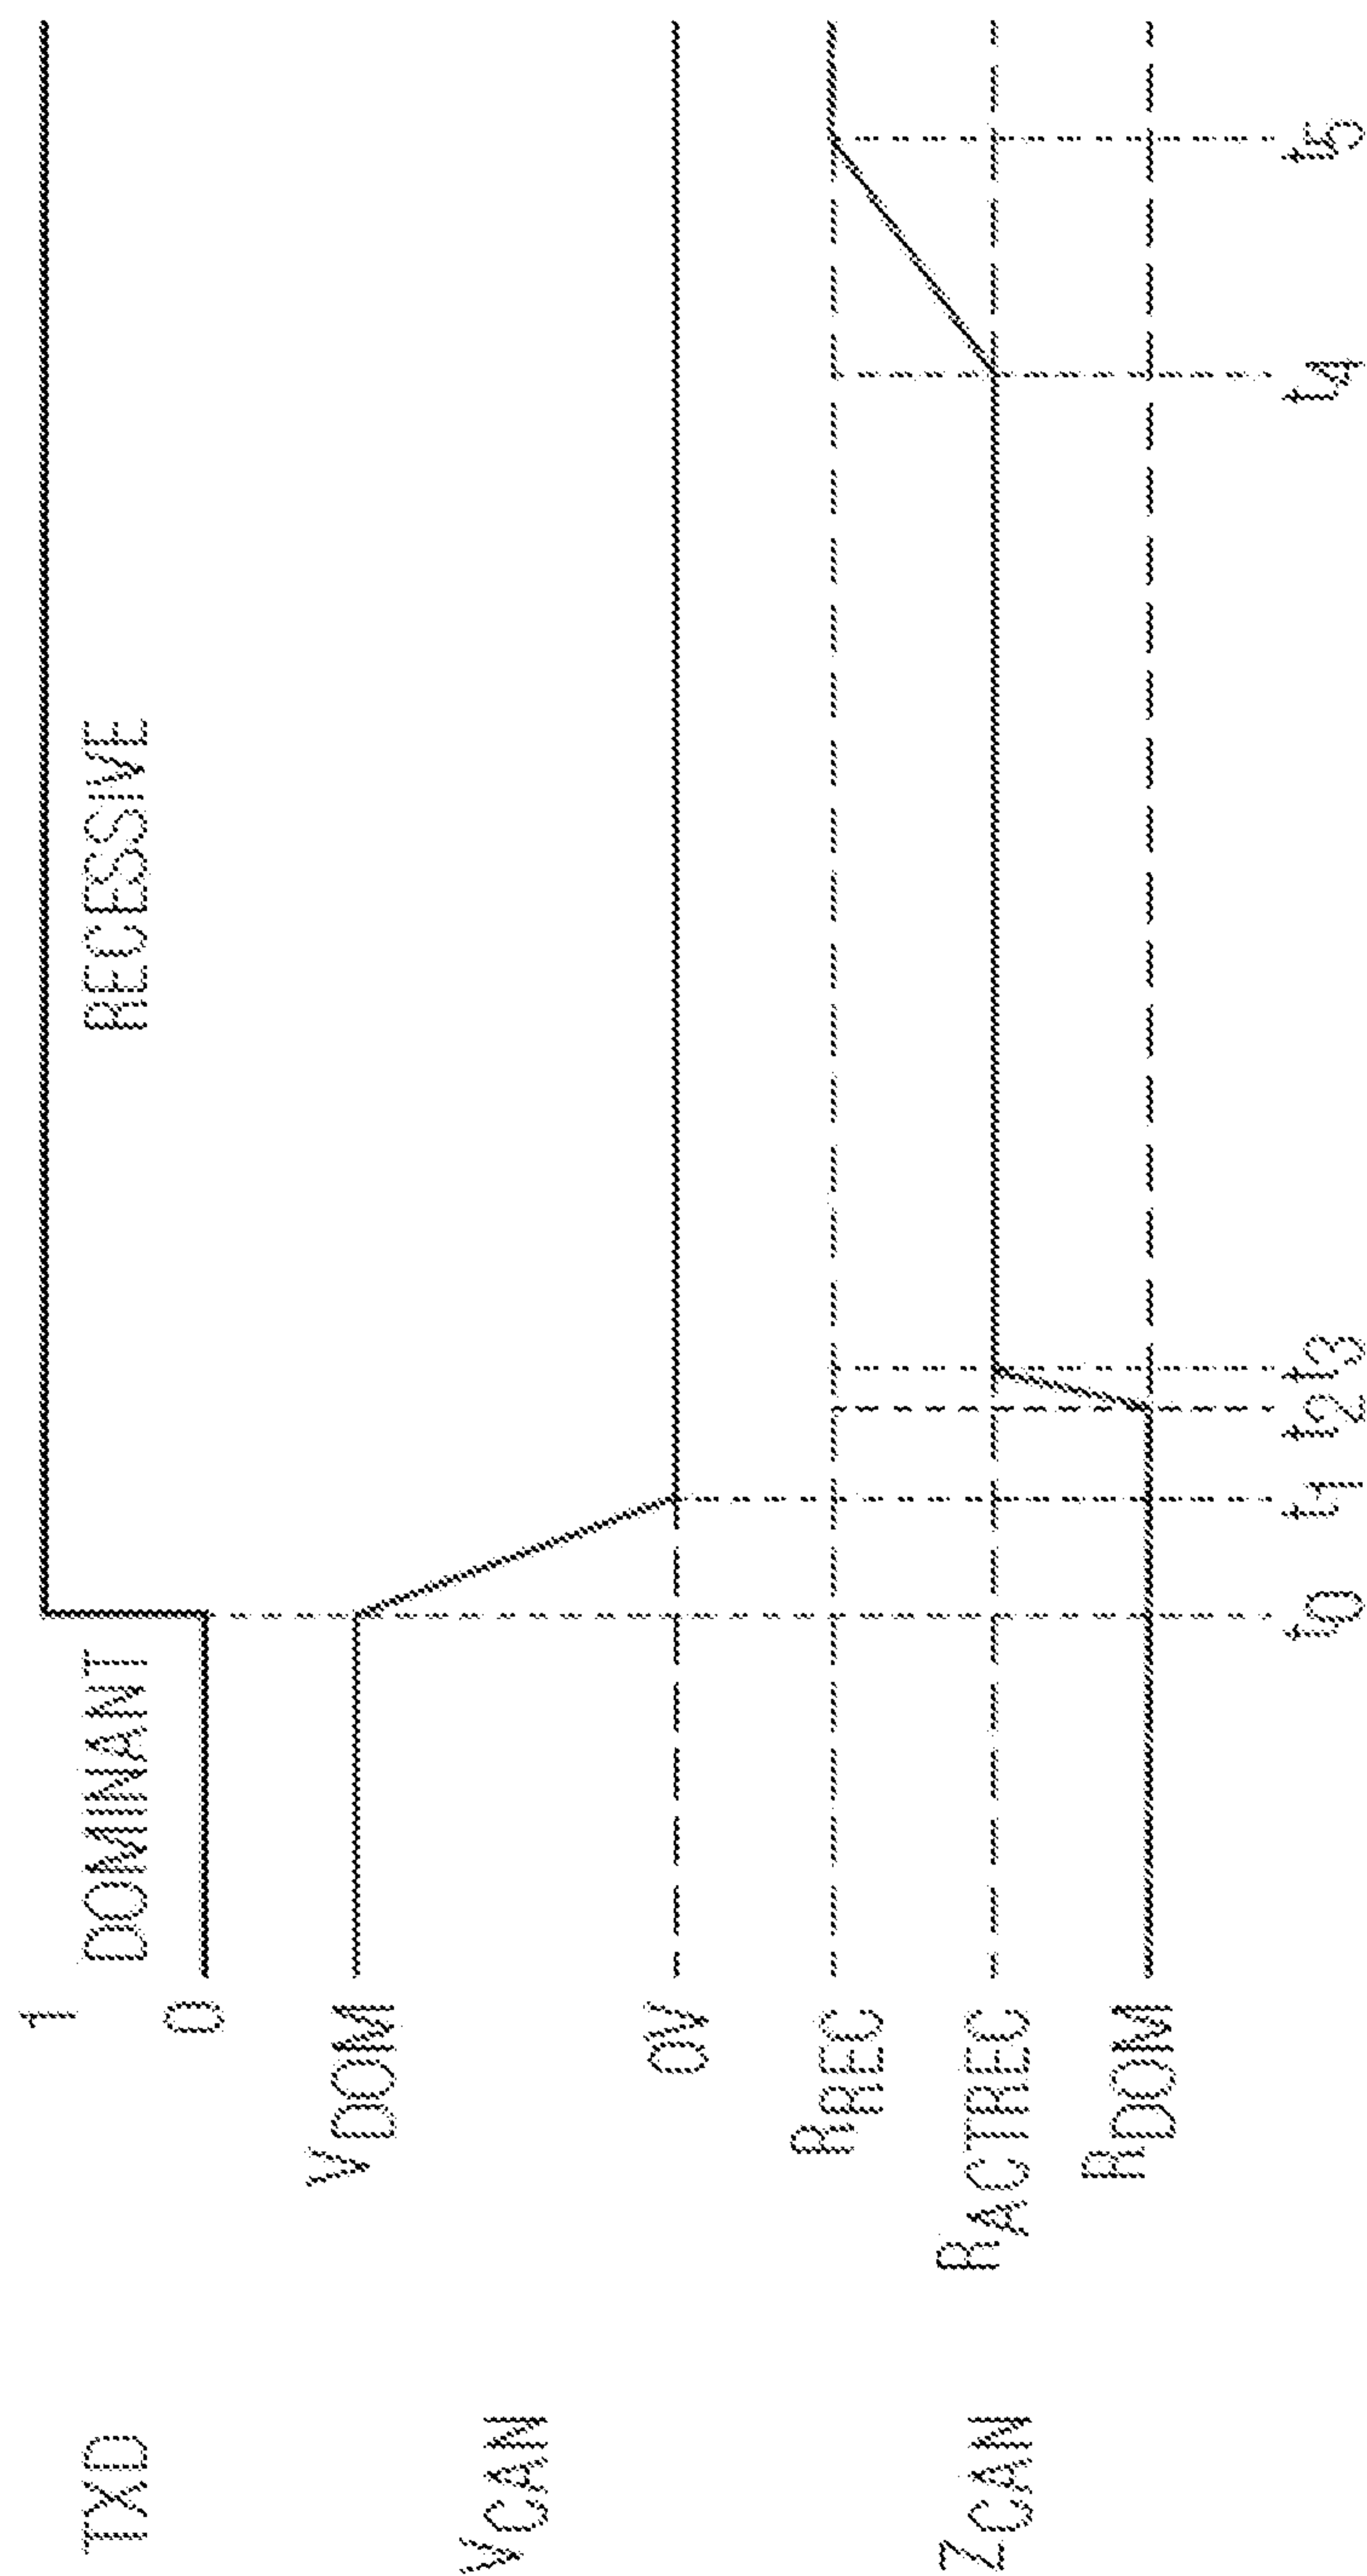 TXD
1
DOMINANT
RECESSIVE
0
VCAN
VDOM
0V
ZCAN
RREC
RACTREC
RDOM
t0 t1 t2 t3 t4 t5